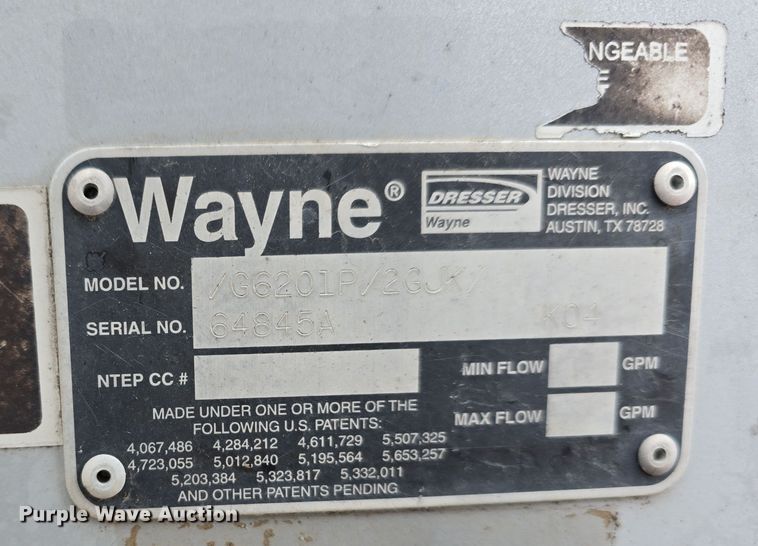 NGEABLE
Wayne®
DRESSER
Wayne
WAYNE
DIVISION
DRESSER, INC.
AUSTIN, TX 78728
MODEL NO. /G6201P/2GJK/
SERIAL NO. 64845A K04
NTEP CC #
MIN FLOW GPM
MAX FLOW GPM
MADE UNDER ONE OR MORE OF THE
FOLLOWING U.S. PATENTS:
4,067,486 4,284,212 4,611,729 5,507,325
4,723,055 5,012,840 5,195,564 5,653,257
5,203,384 5,323,817 5,332,011
AND OTHER PATENTS PENDING
Purple Wave Auction